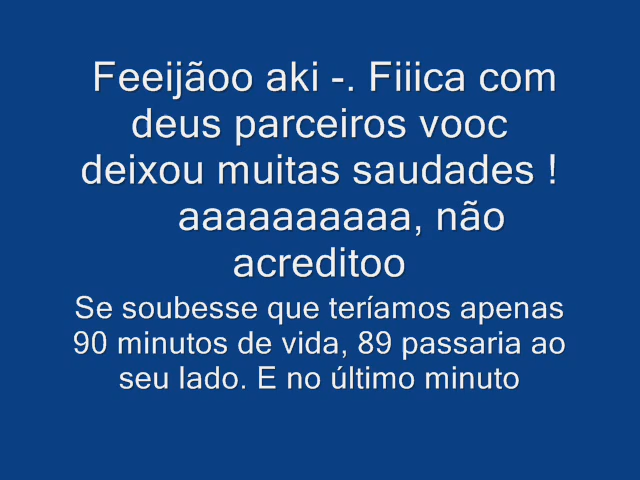 Feeijãoo aki -. Fiiica com
deus parceiros vooc
deixou muitas saudades !
aaaaaaaaaa, não
acreditoo
Se soubesse que teríamos apenas
90 minutos de vida, 89 passaria ao
seu lado. E no último minuto